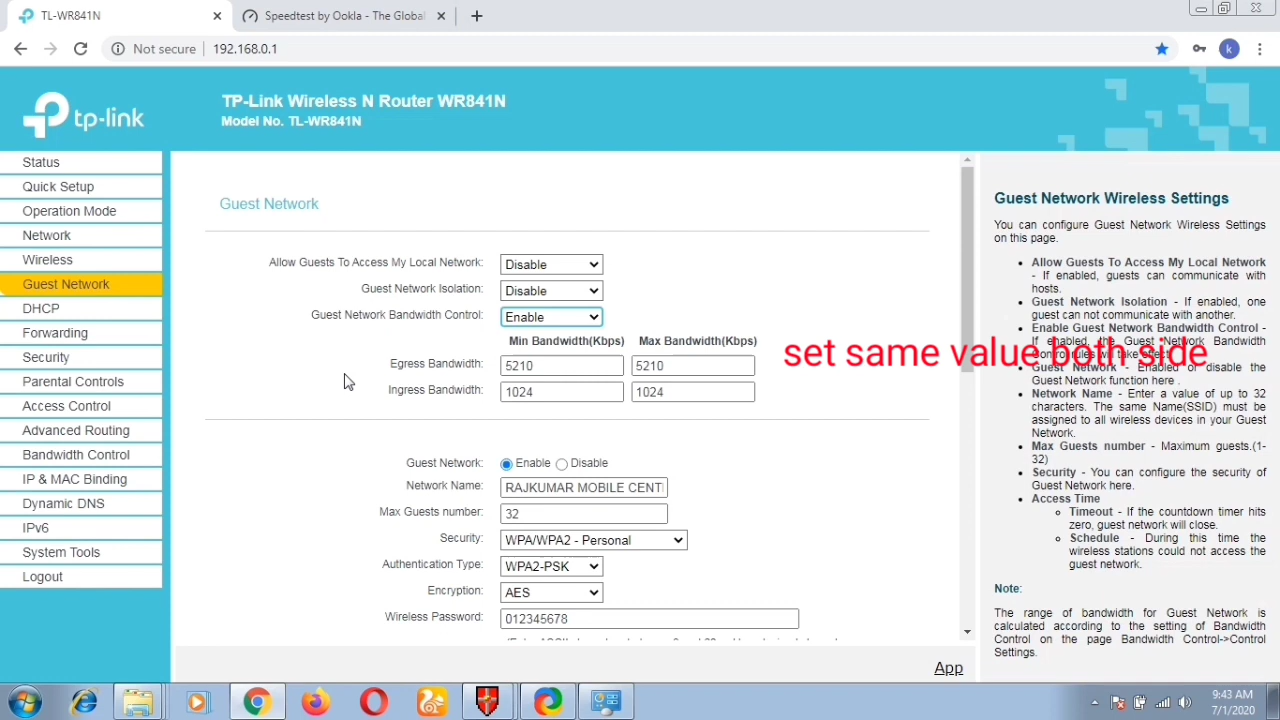 TL-WR841N
Speedtest by Ookla - The Global
Not secure
192.168.0.1
k
tp-link
TP-Link Wireless N Router WR841N
Model No. TL-WR841N
Status
Quick Setup
Operation Mode
Network
Wireless
Guest Network
DHCP
Forwarding
Security
Parental Controls
Access Control
Advanced Routing
Bandwidth Control
IP & MAC Binding
Dynamic DNS
IPv6
System Tools
Logout
Guest Network
Allow Guests To Access My Local Network: Disable
Guest Network Isolation: Disable
Guest Network Bandwidth Control: Enable
Min Bandwidth(Kbps) Max Bandwidth(Kbps)
Egress Bandwidth: 5210 5210
Ingress Bandwidth: 1024 1024
Guest Network: Enable Disable
Network Name: RAJKUMAR MOBILE CENT
Max Guests number: 32
Security: WPA/WPA2 - Personal
Authentication Type: WPA2-PSK
Encryption: AES
Wireless Password: 012345678
App
set same value both side
Guest Network Wireless Settings
You can configure Guest Network Wireless Settings
on this page.
Allow Guests To Access My Local Network
- If enabled, guests can communicate with
hosts.
Guest Network Isolation - If enabled, one
guest can not communicate with another.
Enable Guest Network Bandwidth Control -
If enabled, the Guest Network Bandwidth
Control rules will take effect.
Guest Network - Enabled or disable the
Guest Network function here .
Network Name - Enter a value of up to 32
characters. The same Name(SSID) must be
assigned to all wireless devices in your Guest
Network.
Max Guests number - Maximum guests.(1-
32)
Security - You can configure the security of
Guest Network here.
Access Time
Timeout - If the countdown timer hits
zero, guest network will close.
Schedule - During this time the
wireless stations could not access the
guest network.
Note:
The range of bandwidth for Guest Network is
calculated according to the setting of Bandwidth
Control on the page Bandwidth Control->Control
Settings.
9:43 AM
7/1/2020